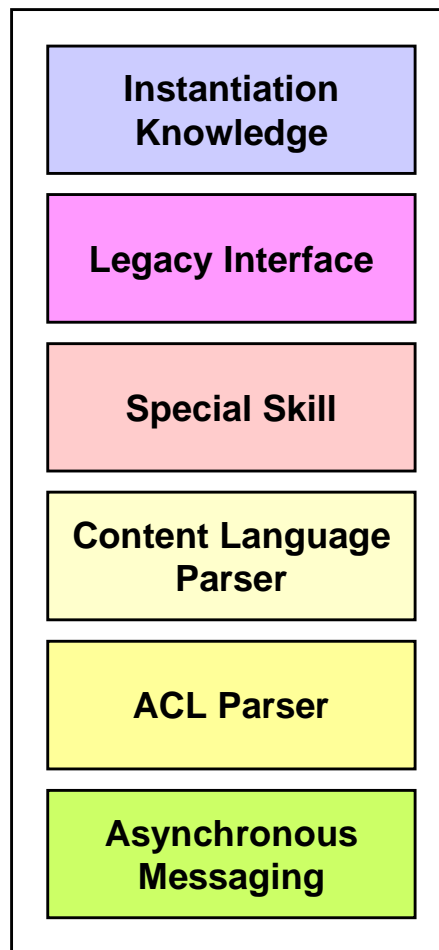 Instantiation
Knowledge
Legacy Interface
Special Skill
Content Language
Parser
ACL Parser
Asynchronous
Messaging